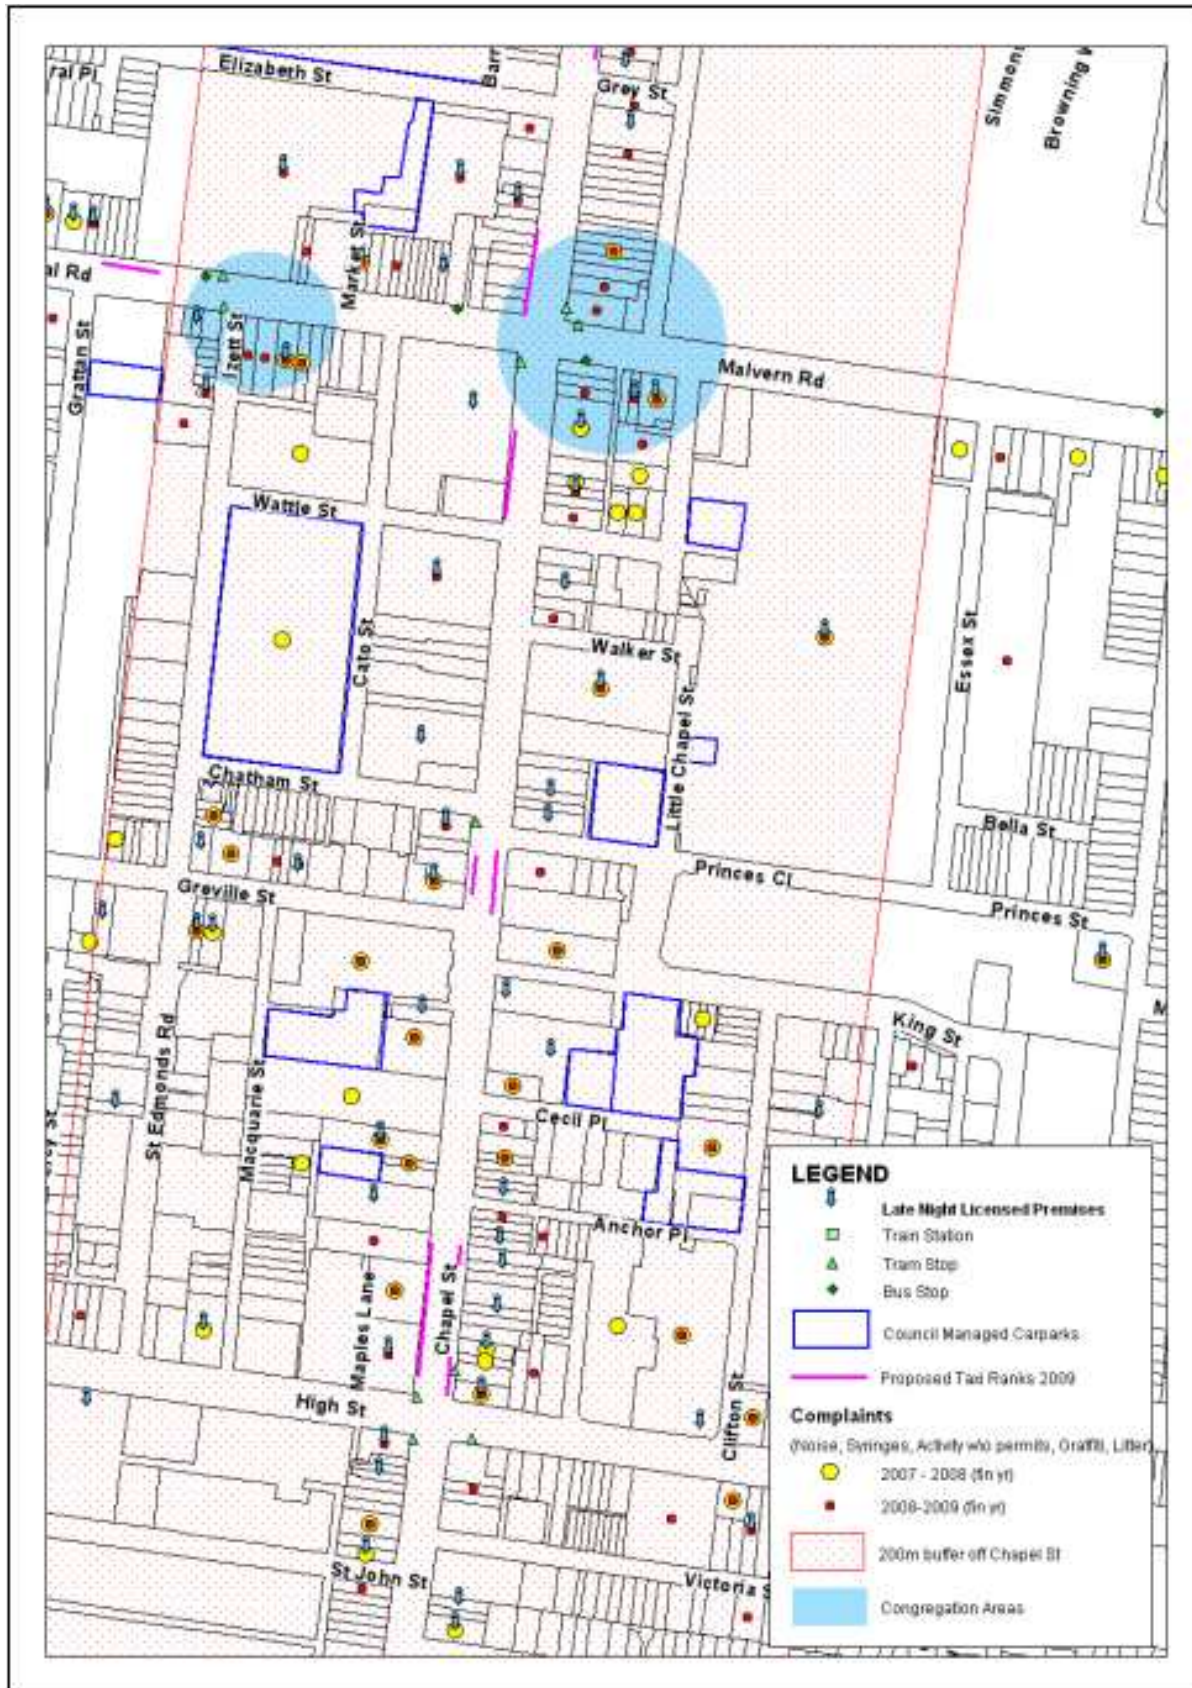 Elizabeth St
Barr
Grey St
Simmons
Browning
ral Pl
Market St
al Rd
Izett St
Grattan St
Malvern Rd
Wattle St
Cato St
Walker St
Essex St
Little Chapel St
Chatham St
Bella St
Princes Cl
Greville St
Princes St
King St
M
St Edmonds Rd
Macquarie St
Cecil Pl
Anchor Pl
Maples Lane
Chapel St
High St
Clifton St
St John St
Victoria S
LEGEND
Late Night Licensed Premises
Train Station
Tram Stop
Bus Stop
Council Managed Carparks
Proposed Taxi Ranks 2009
Complaints
(Noise, Syringes, Activity w/o permits, Graffiti, Litter)
2007 - 2008 (fin yr)
2008-2009 (fin yr)
200m buffer off Chapel St
Congregation Areas